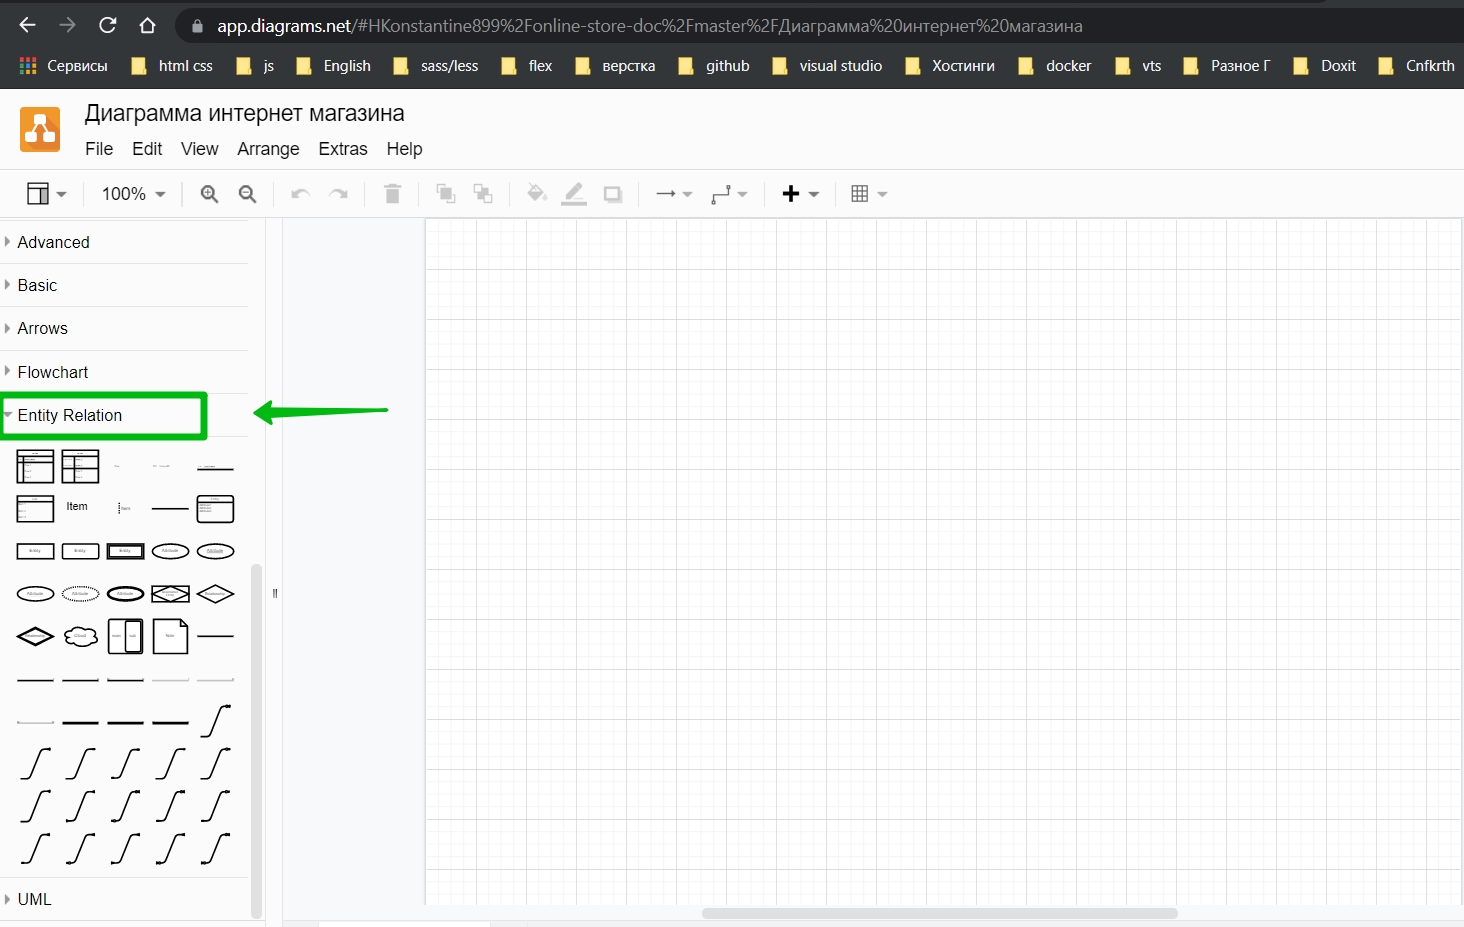 app.diagrams.net/#HKonstantine899%2Fonline-store-doc%2Fmaster%2FДиаграмма%20интернет%20магазина
Сервисы html css js English sass/less flex верстка github visual studio Хостинги docker vts Разное Г Doxit Cnfkrth
Диаграмма интернет магазина
File Edit View Arrange Extras Help
100%
Advanced
Basic
Arrows
Flowchart
Entity Relation
Item
UML